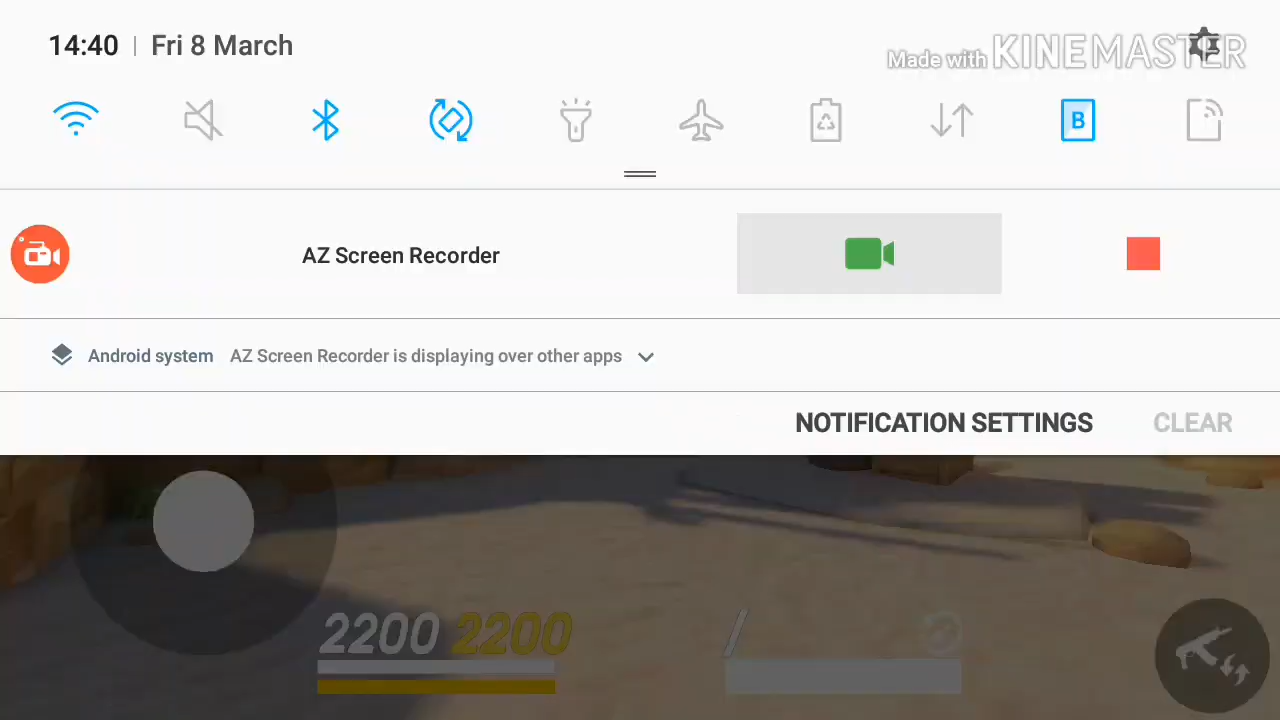 14:40 | Fri 8 March
Made with KINEMASTER
B
AZ Screen Recorder
Android system AZ Screen Recorder is displaying over other apps
NOTIFICATION SETTINGS CLEAR
2200 2200 /